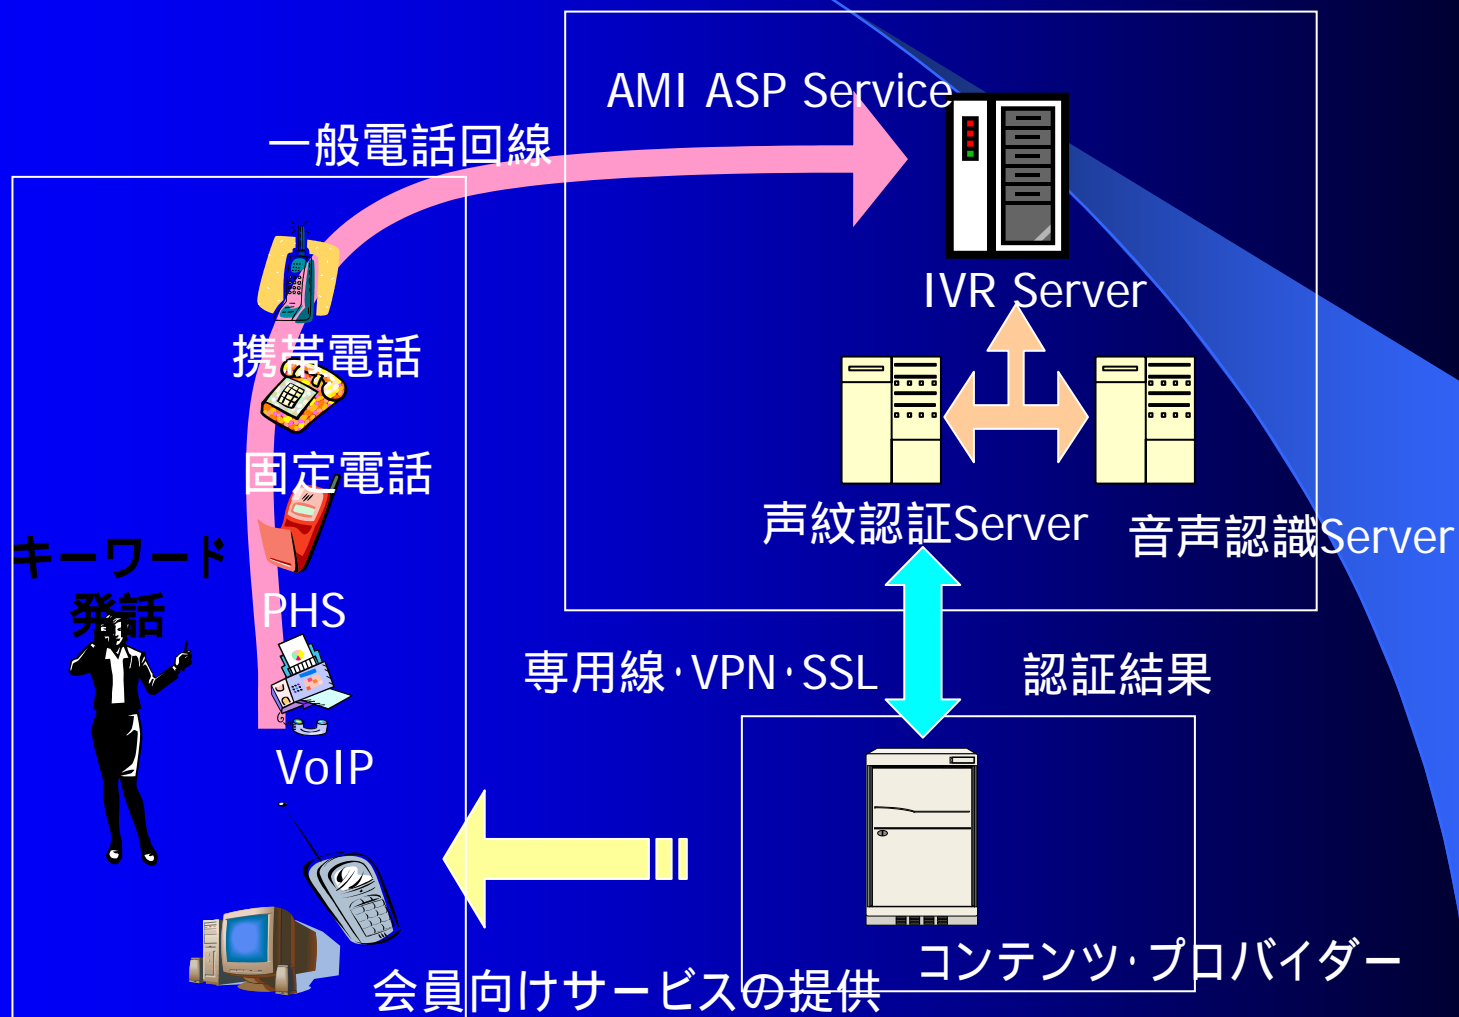 AMI ASP Service
一般電話回線
IVR Server
携帯電話
固定電話
声紋認証Server
音声認識Server
キーワード
発話
PHS
専用線・VPN・SSL
認証結果
VoIP
コンテンツ・プロバイダー
会員向けサービスの提供